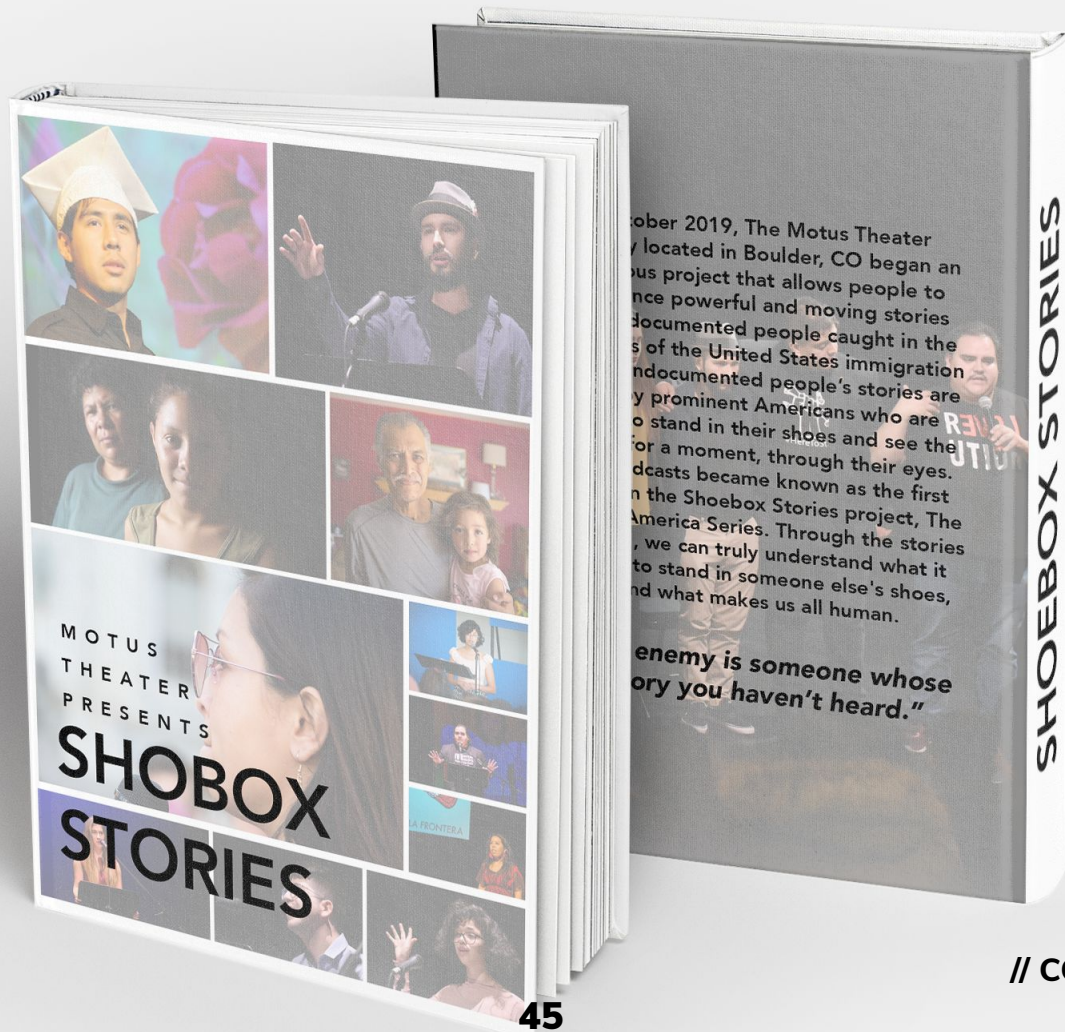 MOTUS
THEATER
PRESENTS
SHOBOX
STORIES
LA FRONTERA
tober 2019, The Motus Theater
y located in Boulder, CO began an
ous project that allows people to
nce powerful and moving stories
documented people caught in the
s of the United States immigration
ndocumented people's stories are
by prominent Americans who are
o stand in their shoes and see the
for a moment, through their eyes.
dcasts became known as the first
n the Shoebox Stories project, The
America Series. Through the stories
, we can truly understand what it
to stand in someone else's shoes,
nd what makes us all human.
enemy is someone whose
ory you haven't heard.”
SHOEBOX STORIES
// CO
45